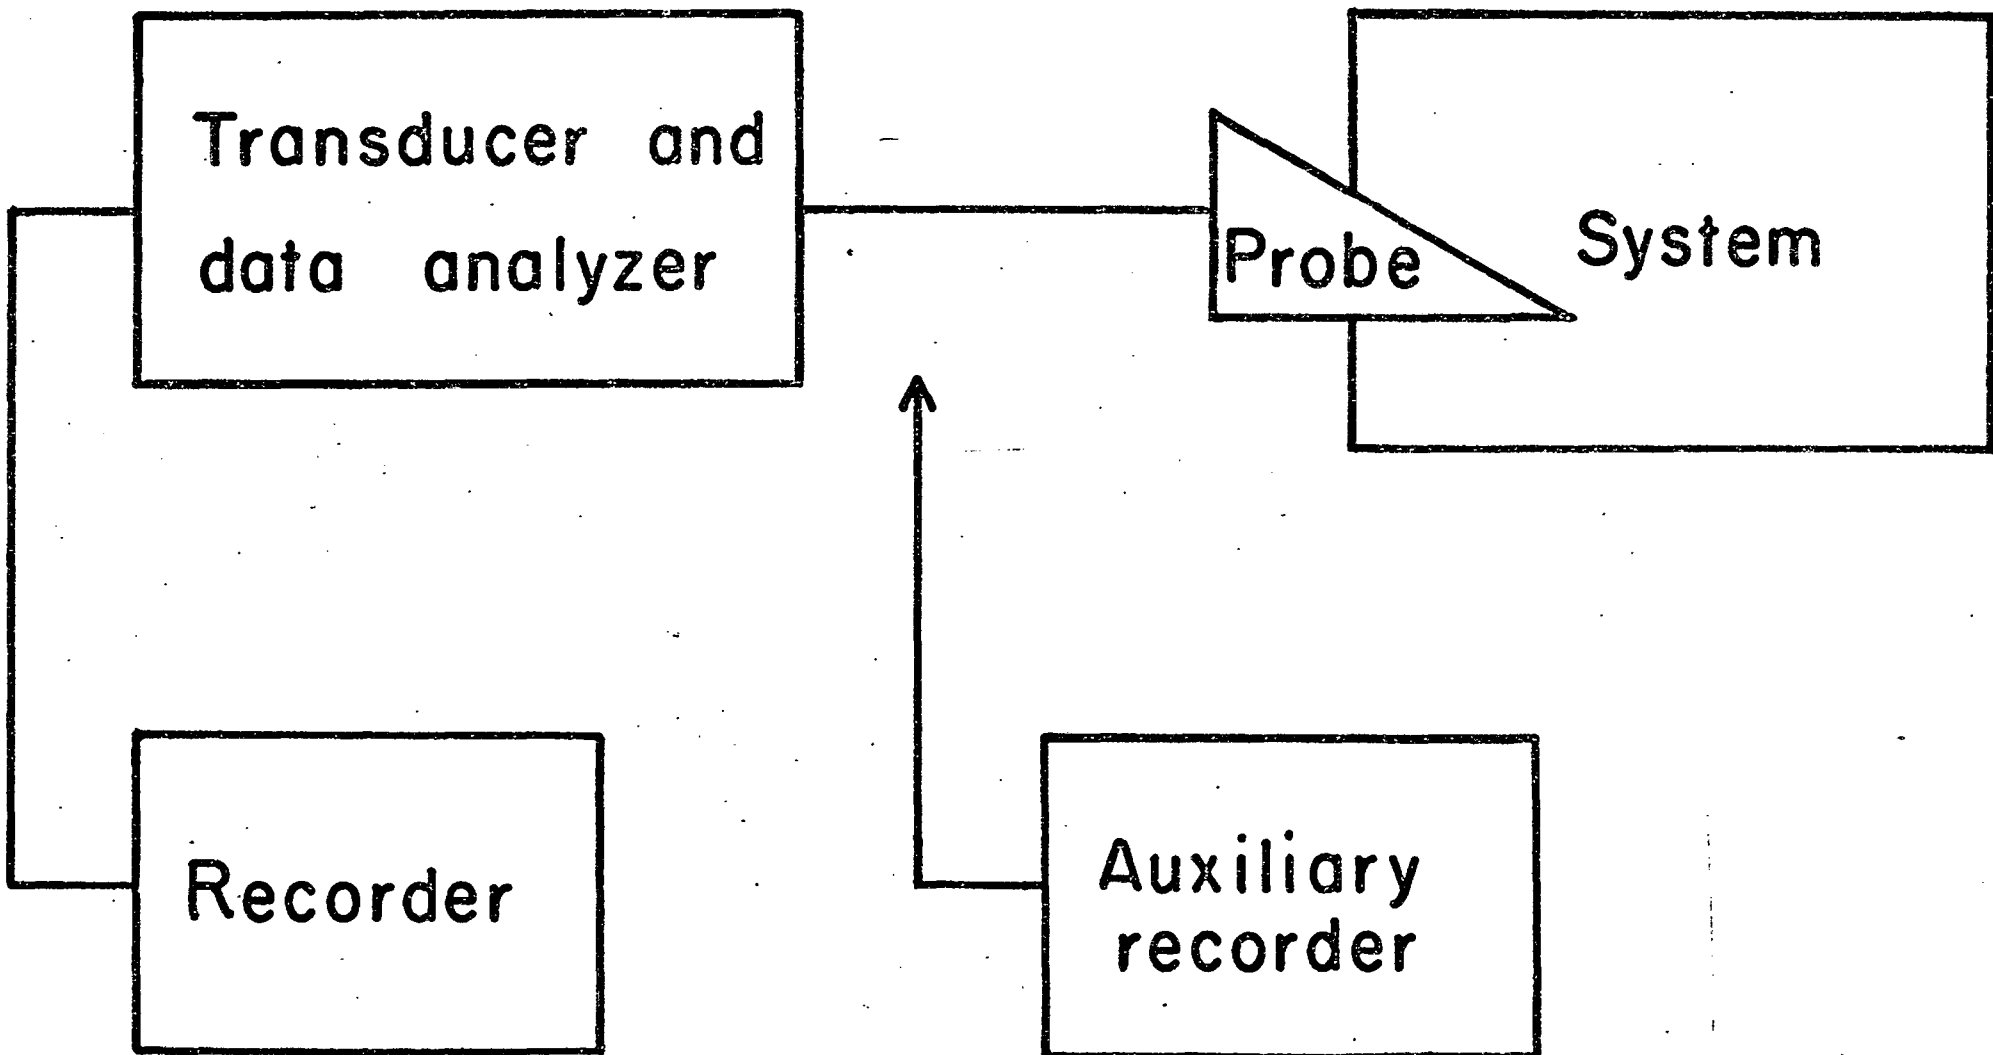 Transducer and
data analyzer
Probe
System
Recorder
Auxiliary
recorder